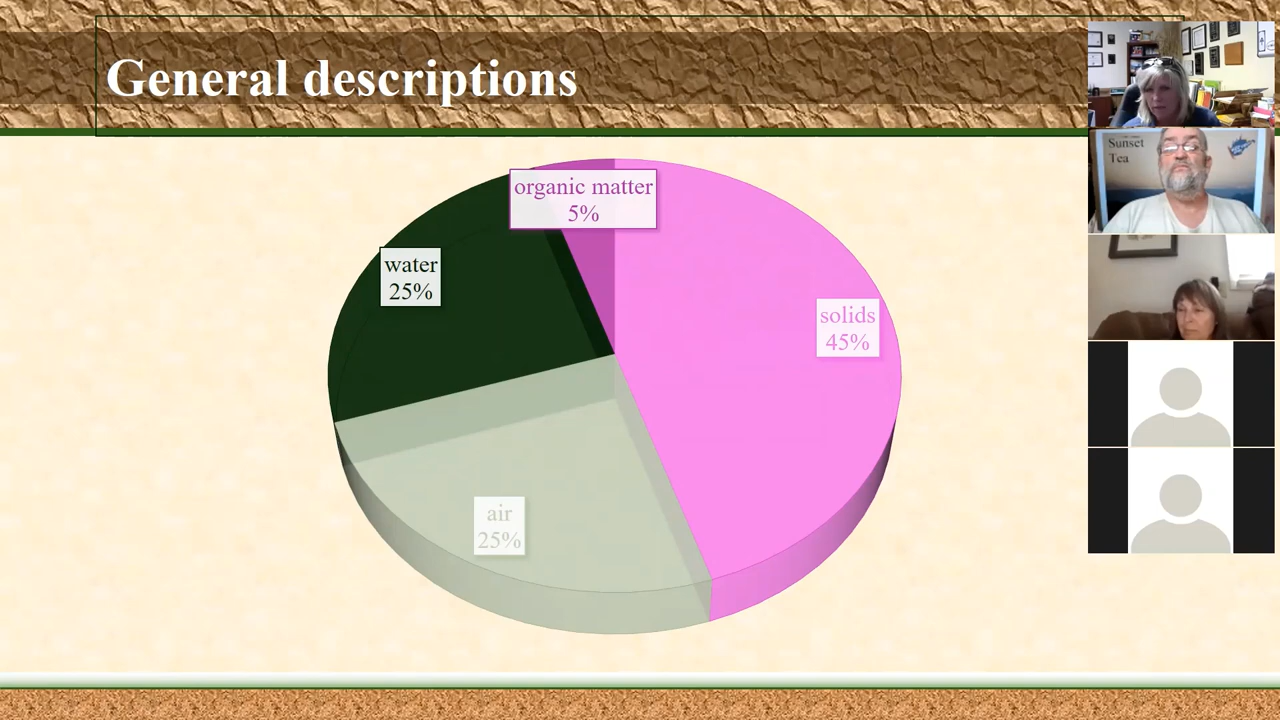 General descriptions
organic matter
5%
water
25%
solids
45%
air
25%
Sunset
Tea